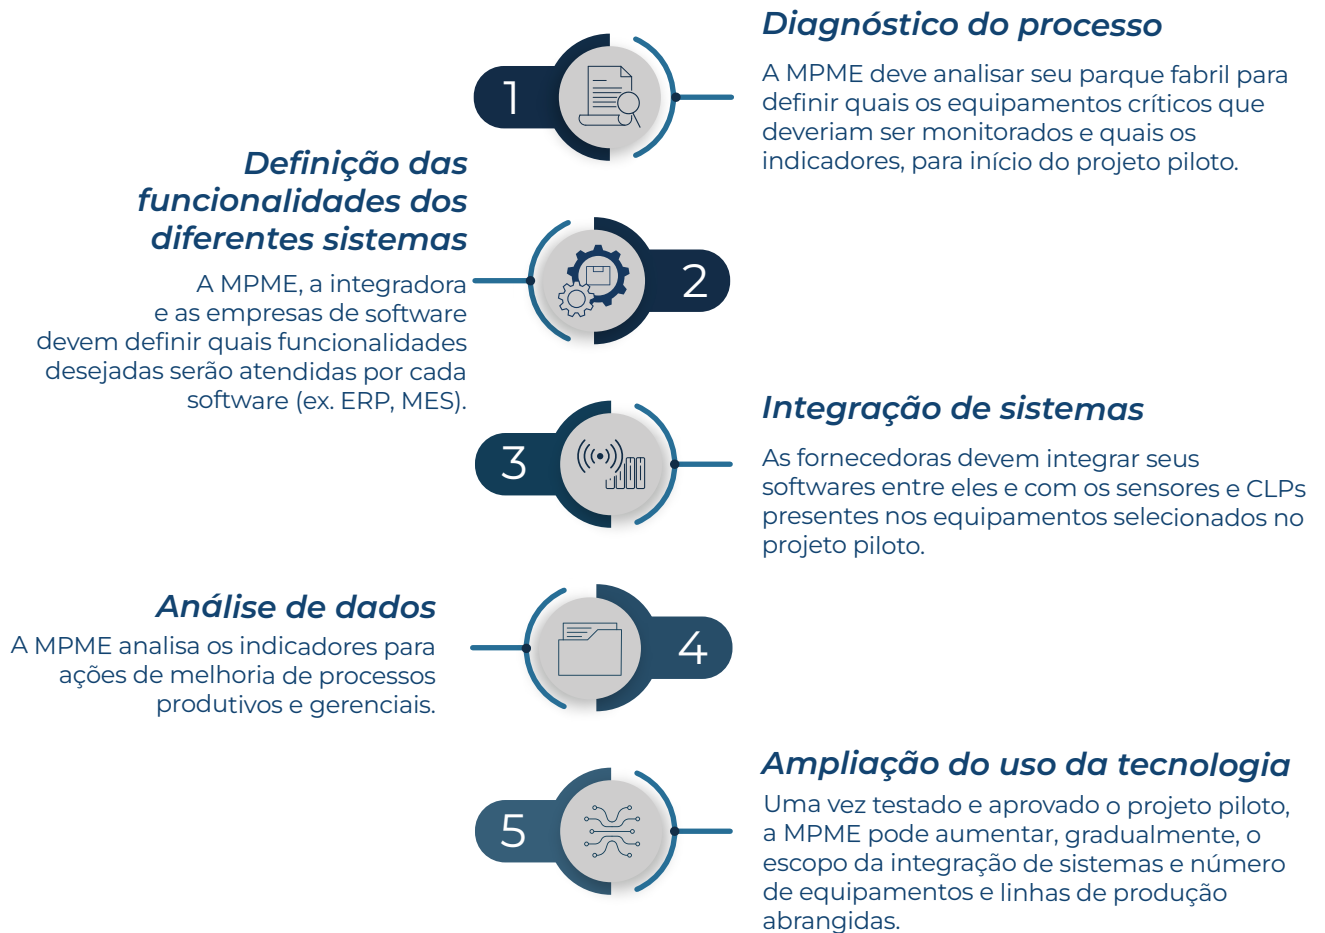 1
Diagnóstico do processo
A MPME deve analisar seu parque fabril para
definir quais os equipamentos críticos que
deveriam ser monitorados e quais os
indicadores, para início do projeto piloto.
2
Definição das
funcionalidades dos
diferentes sistemas
A MPME, a integradora
e as empresas de software
devem definir quais funcionalidades
desejadas serão atendidas por cada
software (ex. ERP, MES).
3
Integração de sistemas
As fornecedoras devem integrar seus
softwares entre eles e com os sensores e CLPs
presentes nos equipamentos selecionados no
projeto piloto.
4
Análise de dados
A MPME analisa os indicadores para
ações de melhoria de processos
produtivos e gerenciais.
5
Ampliação do uso da tecnologia
Uma vez testado e aprovado o projeto piloto,
a MPME pode aumentar, gradualmente, o
escopo da integração de sistemas e número
de equipamentos e linhas de produção
abrangidas.